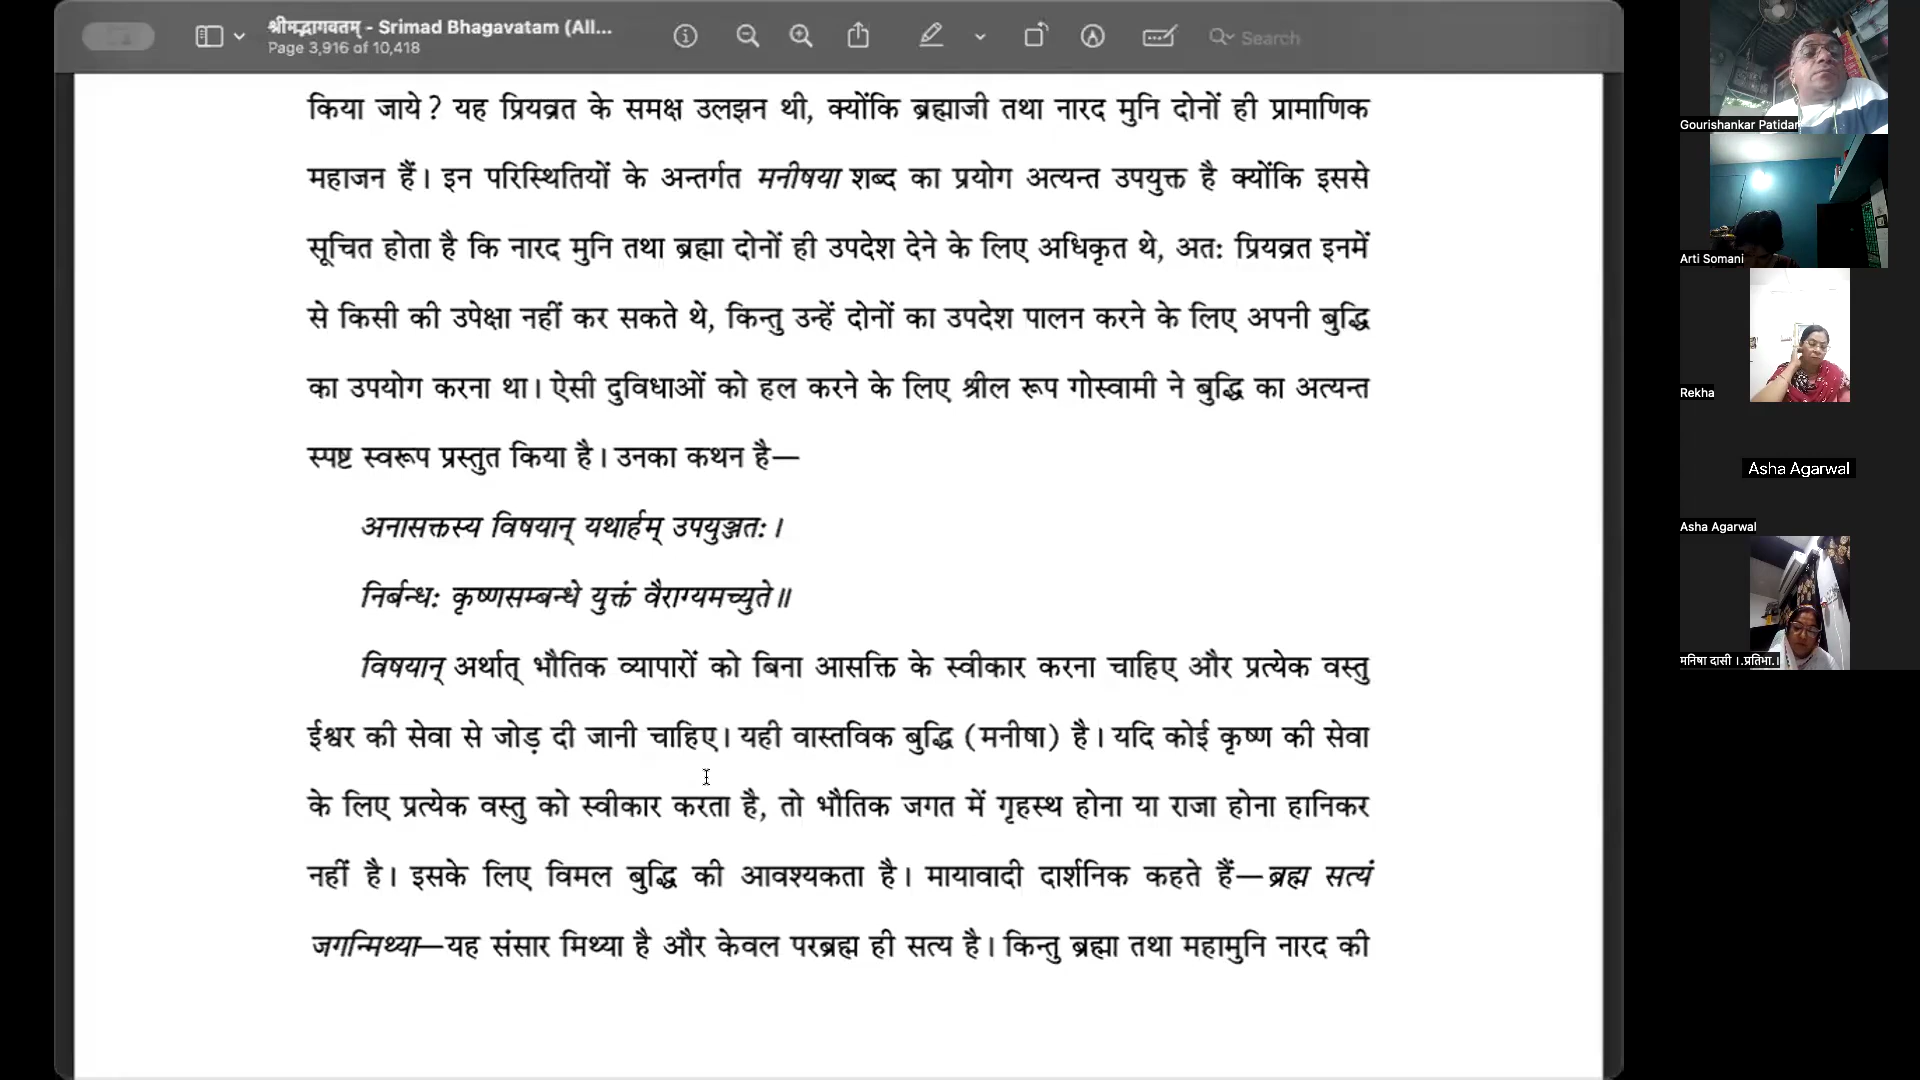 श्रीमद्भागवतम् - Srimad Bhagavatam (All...
Page 3,916 of 10,418
Search
किया जाये ? यह प्रियव्रत के समक्ष उलझन थी, क्योंकि ब्रह्माजी तथा नारद मुनि दोनों ही प्रामाणिक
महाजन हैं। इन परिस्थितियों के अन्तर्गत मनीषया शब्द का प्रयोग अत्यन्त उपयुक्त है क्योंकि इससे
सूचित होता है कि नारद मुनि तथा ब्रह्मा दोनों ही उपदेश देने के लिए अधिकृत थे, अतः प्रियव्रत इनमें
से किसी की उपेक्षा नहीं कर सकते थे, किन्तु उन्हें दोनों का उपदेश पालन करने के लिए अपनी बुद्धि
का उपयोग करना था। ऐसी दुविधाओं को हल करने के लिए श्रील रूप गोस्वामी ने बुद्धि का अत्यन्त
स्पष्ट स्वरूप प्रस्तुत किया है। उनका कथन है—
अनासक्तस्य विषयान् यथार्हम् उपयुञ्जतः।
निर्बन्धः कृष्णसम्बन्धे युक्तं वैराग्यमच्युते॥
विषयान् अर्थात् भौतिक व्यापारों को बिना आसक्ति के स्वीकार करना चाहिए और प्रत्येक वस्तु
ईश्वर की सेवा से जोड़ दी जानी चाहिए। यही वास्तविक बुद्धि (मनीषा) है। यदि कोई कृष्ण की सेवा
के लिए प्रत्येक वस्तु को स्वीकार करता है, तो भौतिक जगत में गृहस्थ होना या राजा होना हानिकर
नहीं है। इसके लिए विमल बुद्धि की आवश्यकता है। मायावादी दार्शनिक कहते हैं—ब्रह्म सत्यं
जगन्मिथ्या—यह संसार मिथ्या है और केवल परब्रह्म ही सत्य है। किन्तु ब्रह्मा तथा महामुनि नारद की
Gourishankar Patidar
Arti Somani
Rekha
Asha Agarwal
Asha Agarwal
मनिषा दासी ।.प्रतिभा.।